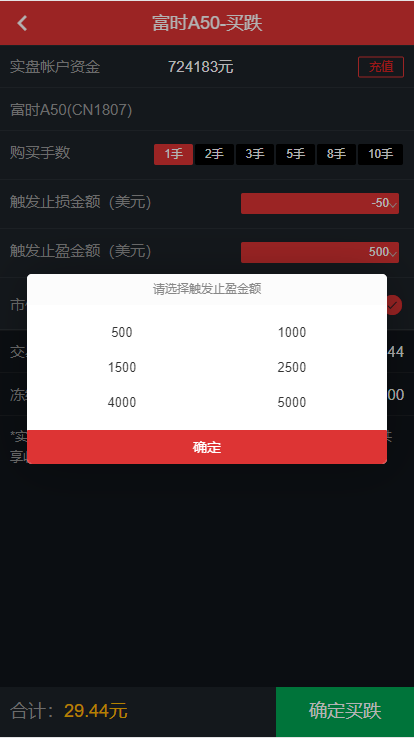 富时A50-买跌
实盘帐户资金 724183元 充值
富时A50(CN1807)
购买手数 1手 2手 3手 5手 8手 10手
触发止损金额（美元） -50
触发止盈金额（美元） 500
请选择触发止盈金额
市
500 1000
交 44
1500 2500
冻 00
4000 5000
*实
享
确定
合计：29.44元 确定买跌